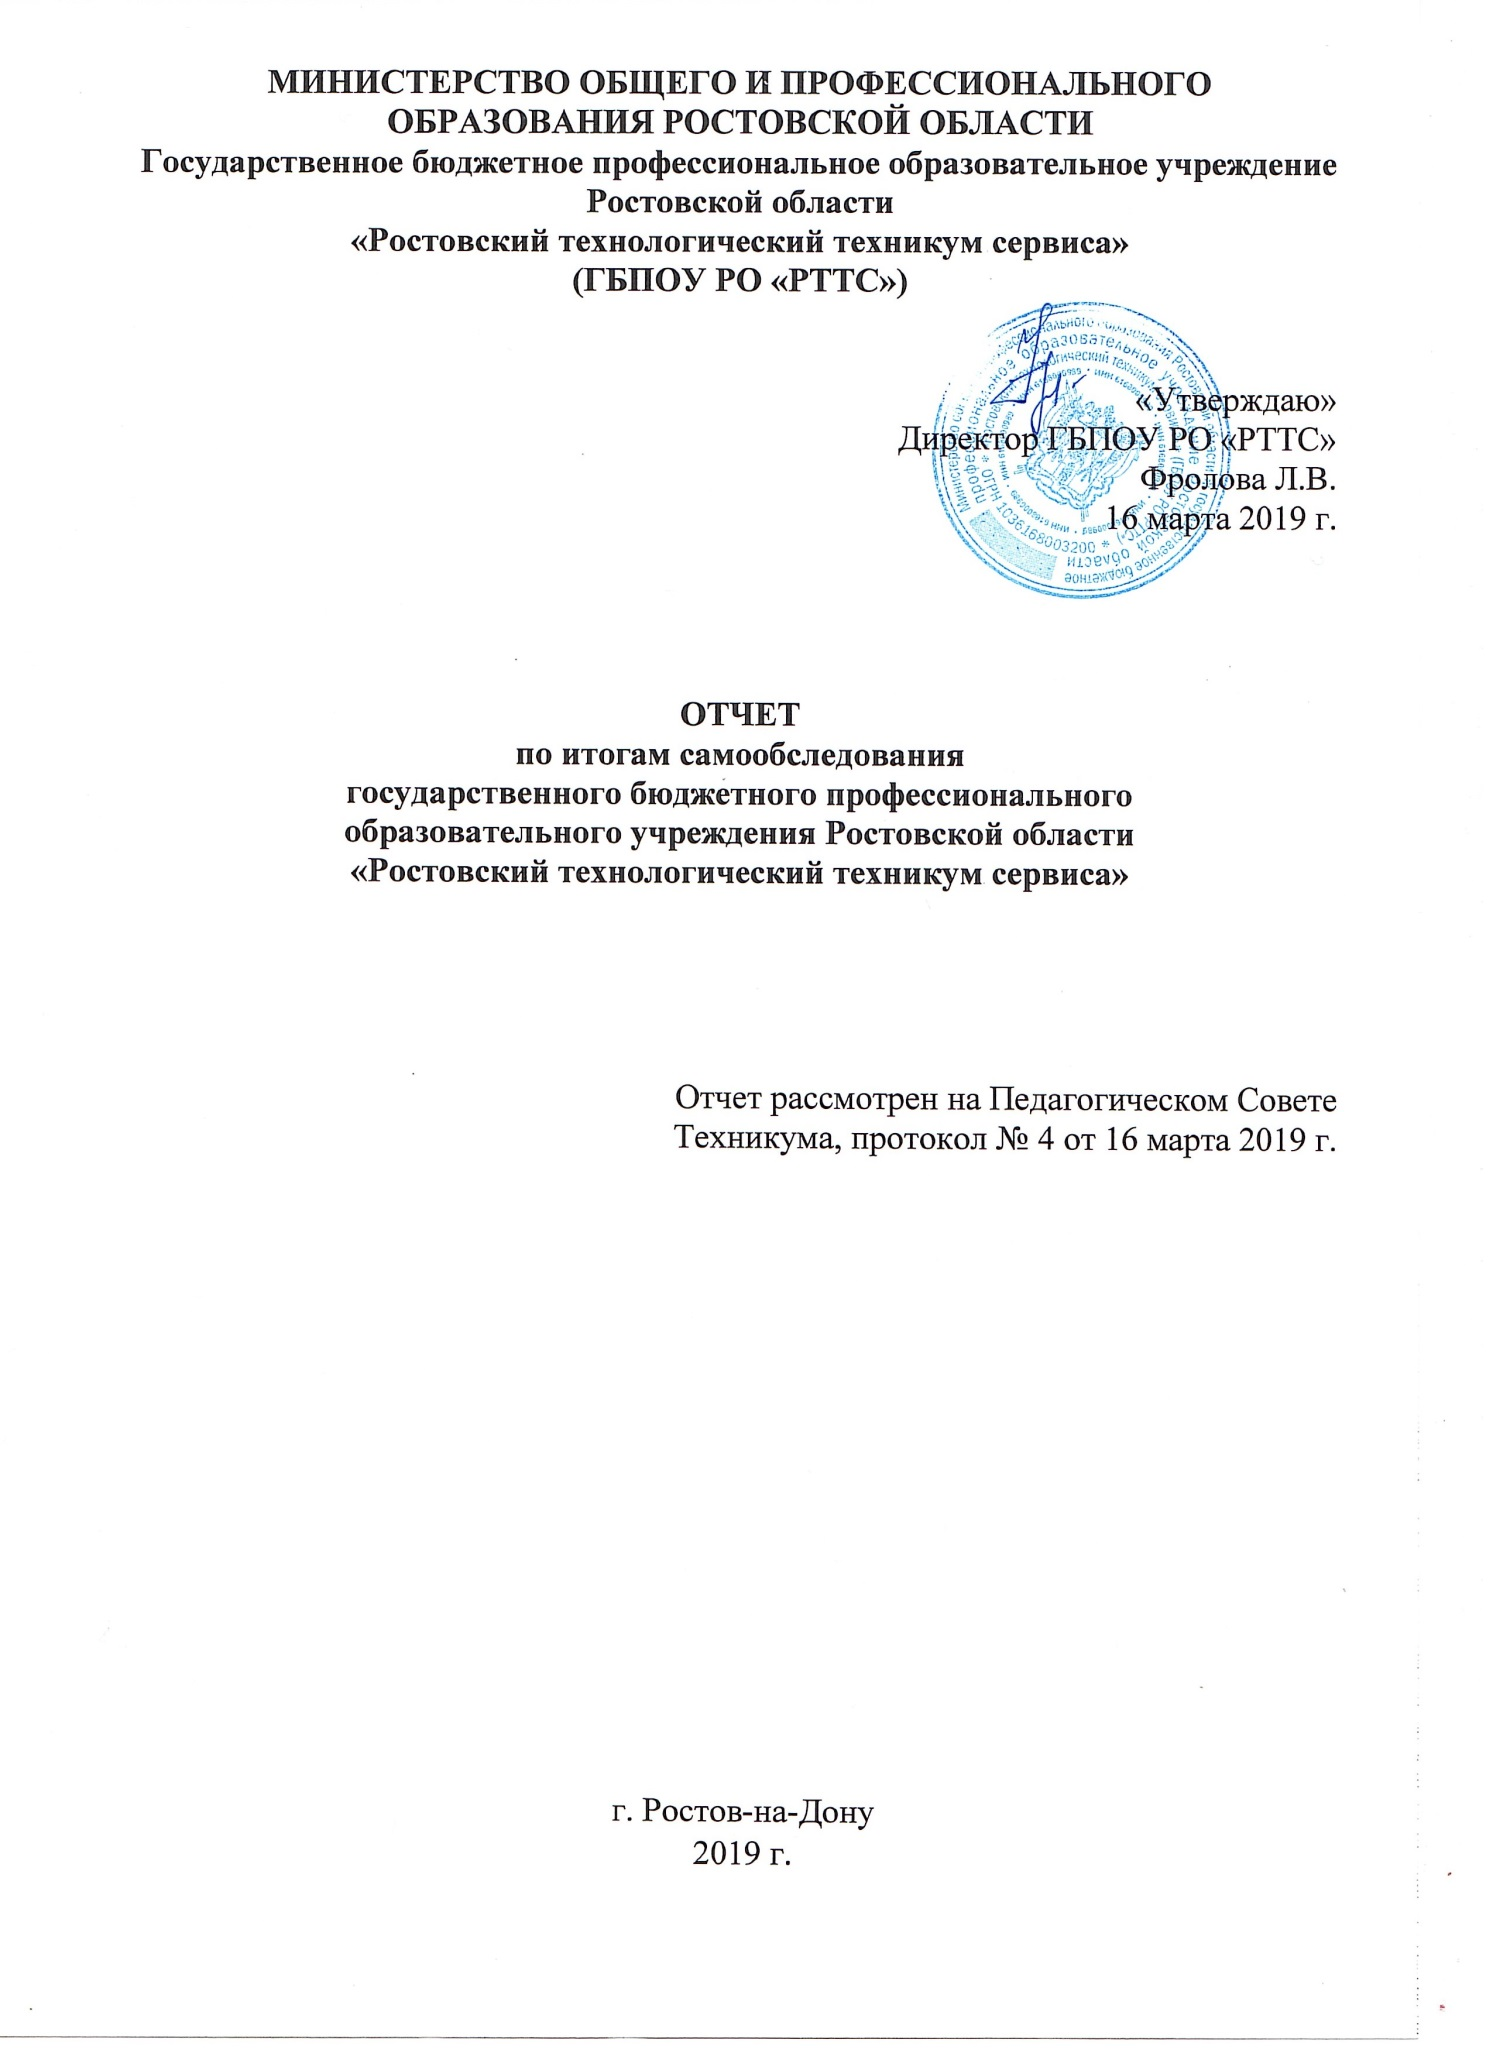 МИНИСТЕРСТВО ОБЩЕГО И ПРОФЕССИОНАЛЬНОГО
ОБРАЗОВАНИЯ РОСТОВСКОЙ ОБЛАСТИ
Государственное бюджетное профессиональное образовательное учреждение
Ростовской области
«Ростовский технологический техникум сервиса»
(ГБПОУ РО «РТТС»)
«Утверждаю»
Директор ГБПОУ РО «РТТС»
Фролова Л.В.
16 марта 2019 г.
ОГРН 1036168003200
ОТЧЕТ
по итогам самообследования
государственного бюджетного профессионального
образовательного учреждения Ростовской области
«Ростовский технологический техникум сервиса»
Отчет рассмотрен на Педагогическом Совете
Техникума, протокол № 4 от 16 марта 2019 г.
г. Ростов-на-Дону
2019 г.